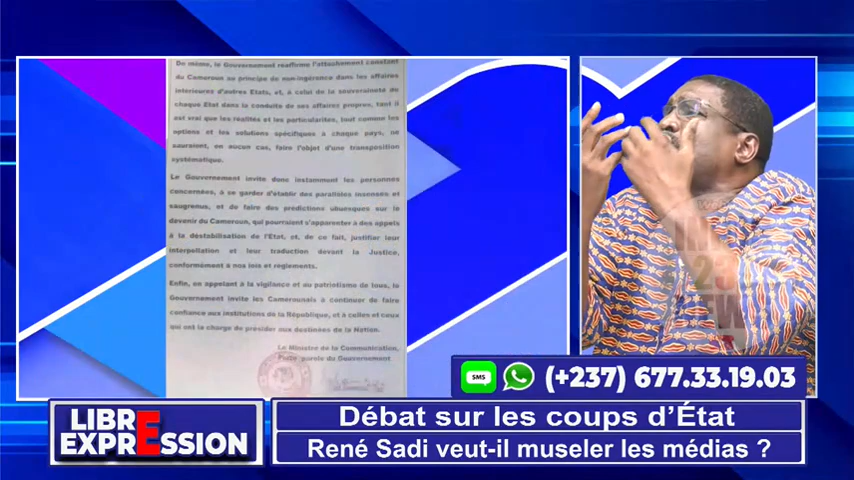 De même, le Gouvernement réaffirme l'attachement constant
du Cameroun au principe de non-ingérence dans les affaires
intérieures d'autres Etats, et, à celui de la souveraineté de
chaque Etat dans la conduite de ses affaires propres, tant il
est vrai que les réalités et les particularités, tout comme les
options et les solutions spécifiques à chaque pays, ne
sauraient, en aucun cas, faire l'objet d'une transposition
systématique.
Le Gouvernement invite donc instamment les personnes
concernées, à se garder d'établir des parallèles insensés et
saugrenus, et de faire des prédictions ubuesques sur le
devenir du Cameroun, qui pourraient s'apparenter à des appels
à la déstabilisation de l'Etat, et, de ce fait, justifier leur
interpellation et leur traduction devant la Justice,
conformément à nos lois et règlements.
Enfin, en appelant à la vigilance et au patriotisme de tous, le
Gouvernement invite les Camerounais à continuer de faire
confiance aux institutions de la République, et à celles et ceux
qui ont la charge de présider aux destinées de la Nation.
Le Ministre de la Communication,
Porte-parole du Gouvernement
SMS (+237) 677.33.19.03
LIBRE EXPRESSION
Débat sur les coups d'État
René Sadi veut-il museler les médias ?